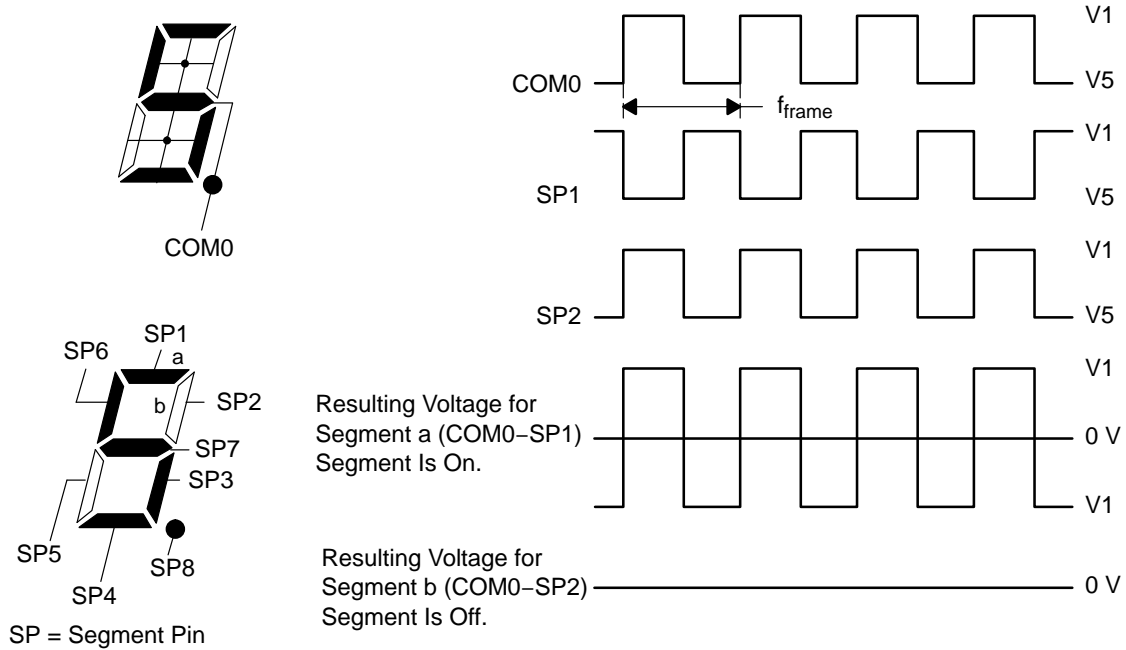 COM0
SP1
a
SP6
b
SP2
SP7
SP3
SP5
SP8
SP4
SP = Segment Pin
V1
COM0
V5
fframe
V1
SP1
V5
V1
SP2
V5
V1
Resulting Voltage for
Segment a (COM0−SP1)
Segment Is On.
0 V
V1
Resulting Voltage for
Segment b (COM0−SP2)
Segment Is Off.
0 V